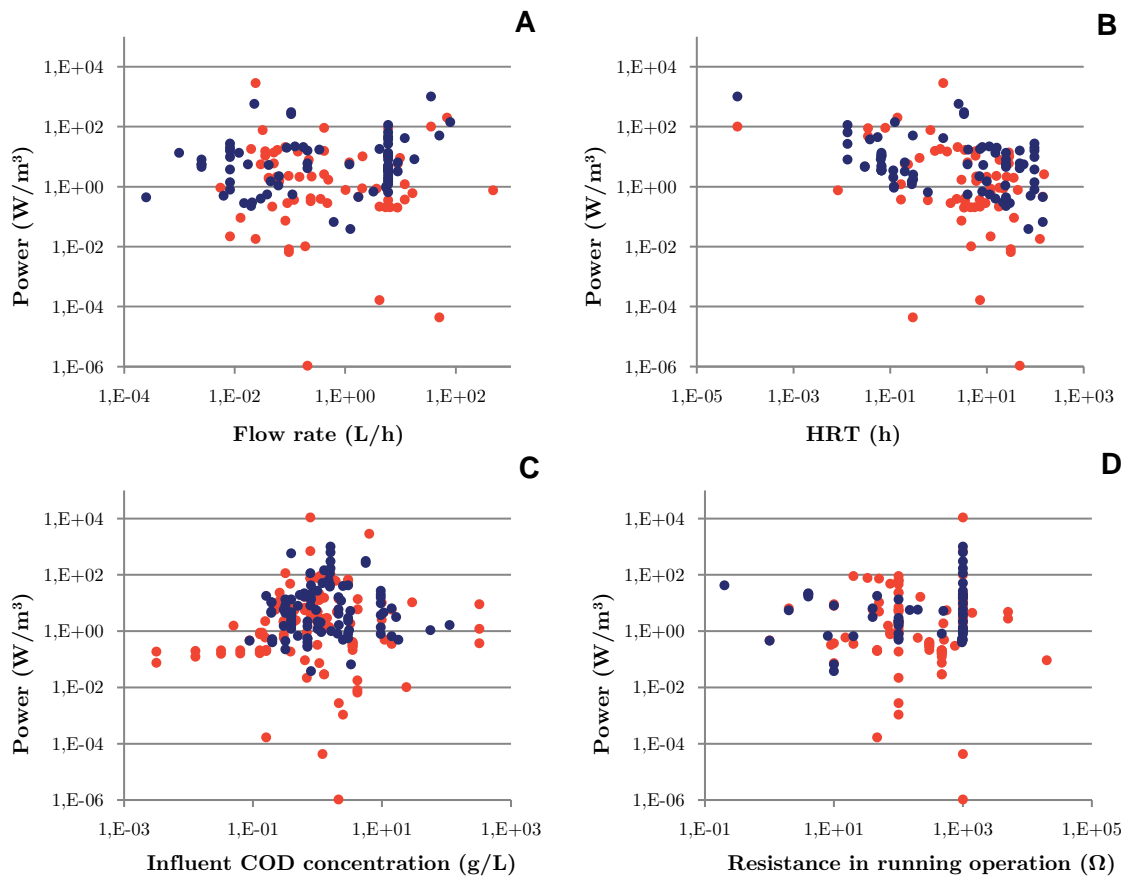 A
Power (W/m³)
1,E+04
1,E+02
1,E+00
1,E-02
1,E-04
1,E-06
1,E-04 1,E-02 1,E+00 1,E+02
Flow rate (L/h)
B
Power (W/m³)
1,E+04
1,E+02
1,E+00
1,E-02
1,E-04
1,E-06
1,E-05 1,E-03 1,E-01 1,E+01 1,E+03
HRT (h)
C
Power (W/m³)
1,E+04
1,E+02
1,E+00
1,E-02
1,E-04
1,E-06
1,E-03 1,E-01 1,E+01 1,E+03
Influent COD concentration (g/L)
D
Power (W/m³)
1,E+04
1,E+02
1,E+00
1,E-02
1,E-04
1,E-06
1,E-01 1,E+01 1,E+03 1,E+05
Resistance in running operation (Ω)